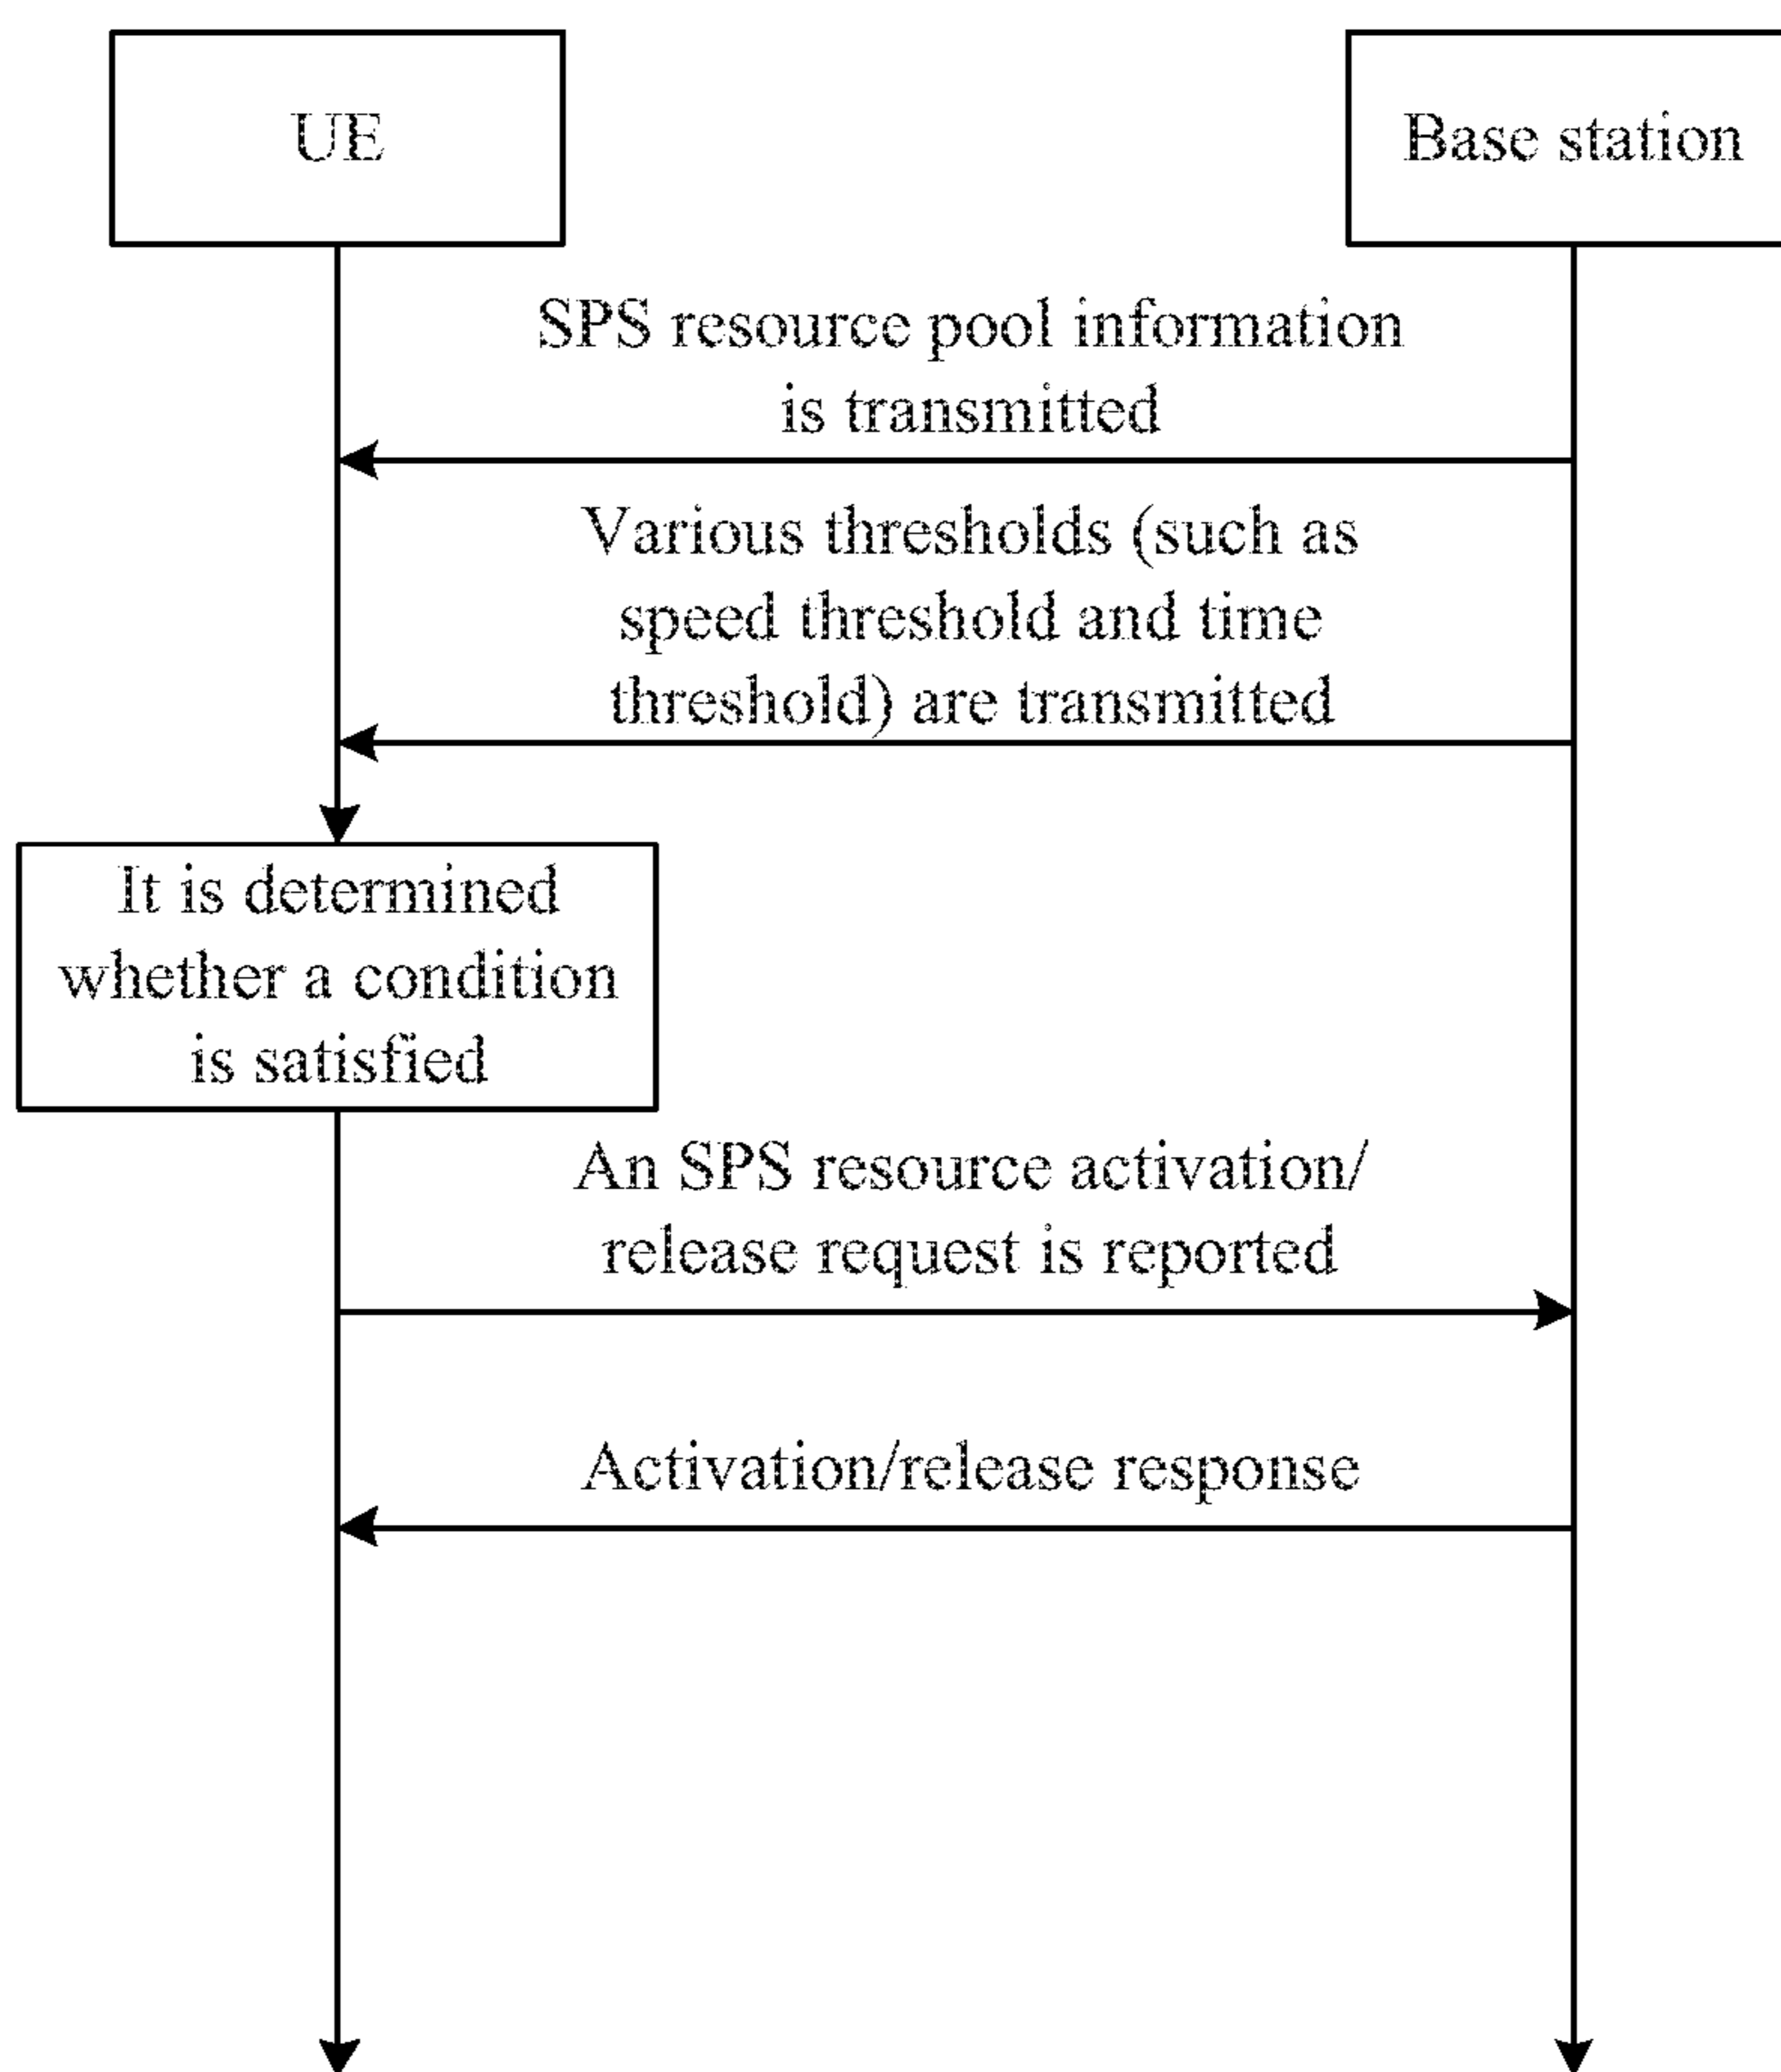 UE
Base station
SPS resource pool information
is transmitted
Various thresholds (such as
speed threshold and time
threshold) are transmitted
It is determined
whether a condition
is satisfied
An SPS resource activation/
release request is reported
Activation/release response